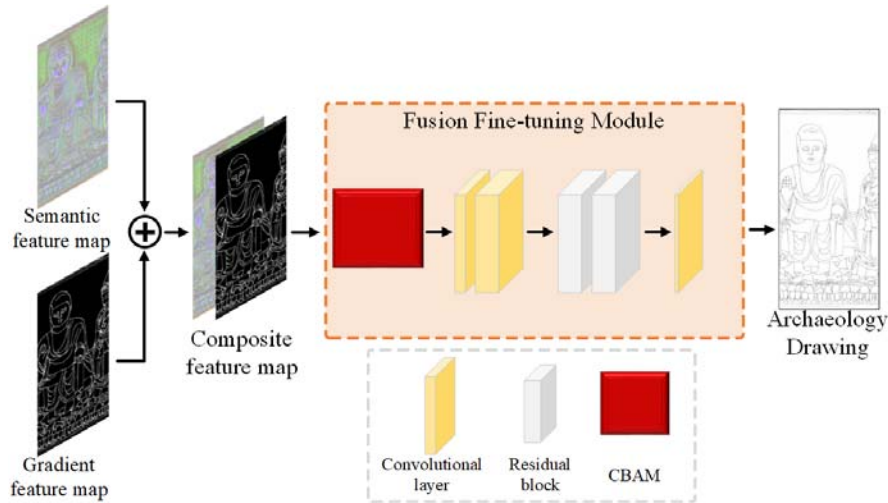 Semantic
feature map
Gradient
feature map
Composite
feature map
Fusion Fine-tuning Module
Archaeology
Drawing
Convolutional
layer
Residual
block
CBAM